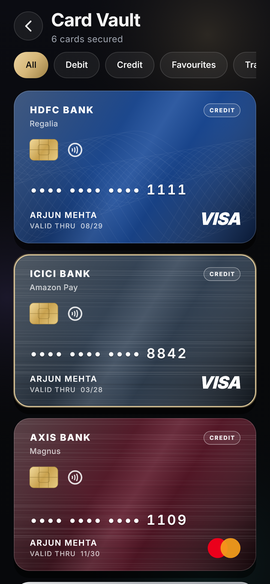 Card Vault
6 cards secured
All Debit Credit Favourites
HDFC BANK CREDIT
Regalia
•••• •••• •••• 1111
ARJUN MEHTA
VALID THRU 08/29 VISA
ICICI BANK CREDIT
Amazon Pay
•••• •••• •••• 8842
ARJUN MEHTA
VALID THRU 03/28 VISA
AXIS BANK CREDIT
Magnus
•••• •••• •••• 1109
ARJUN MEHTA
VALID THRU 11/30